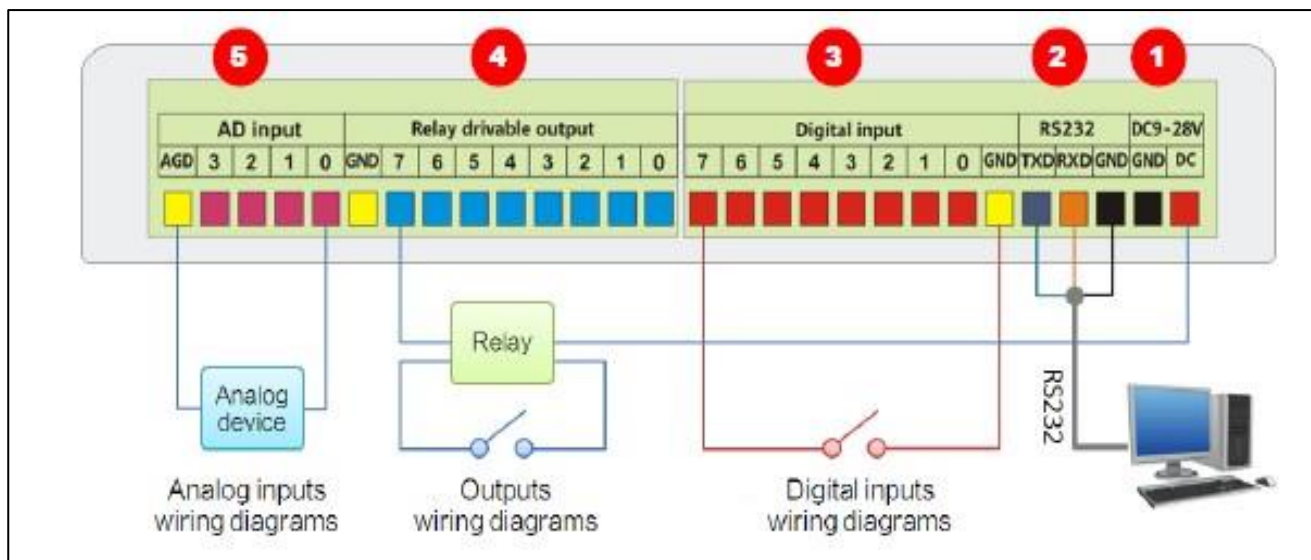 5 4 3 2 1
AD input Relay drivable output Digital input RS232 DC9-28V
AGD 3 2 1 0 GND 7 6 5 4 3 2 1 0 7 6 5 4 3 2 1 0 GND TXD RXD GND GND DC
Relay
Analog
device
RS232
Analog inputs
wiring diagrams
Outputs
wiring diagrams
Digital inputs
wiring diagrams